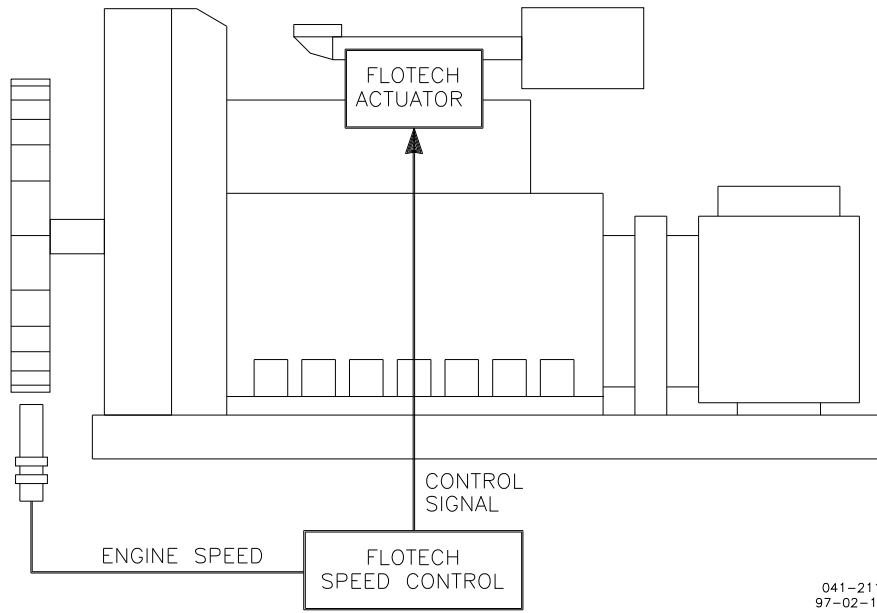 FLOTECH
ACTUATOR
CONTROL
SIGNAL
ENGINE SPEED
FLOTECH
SPEED CONTROL